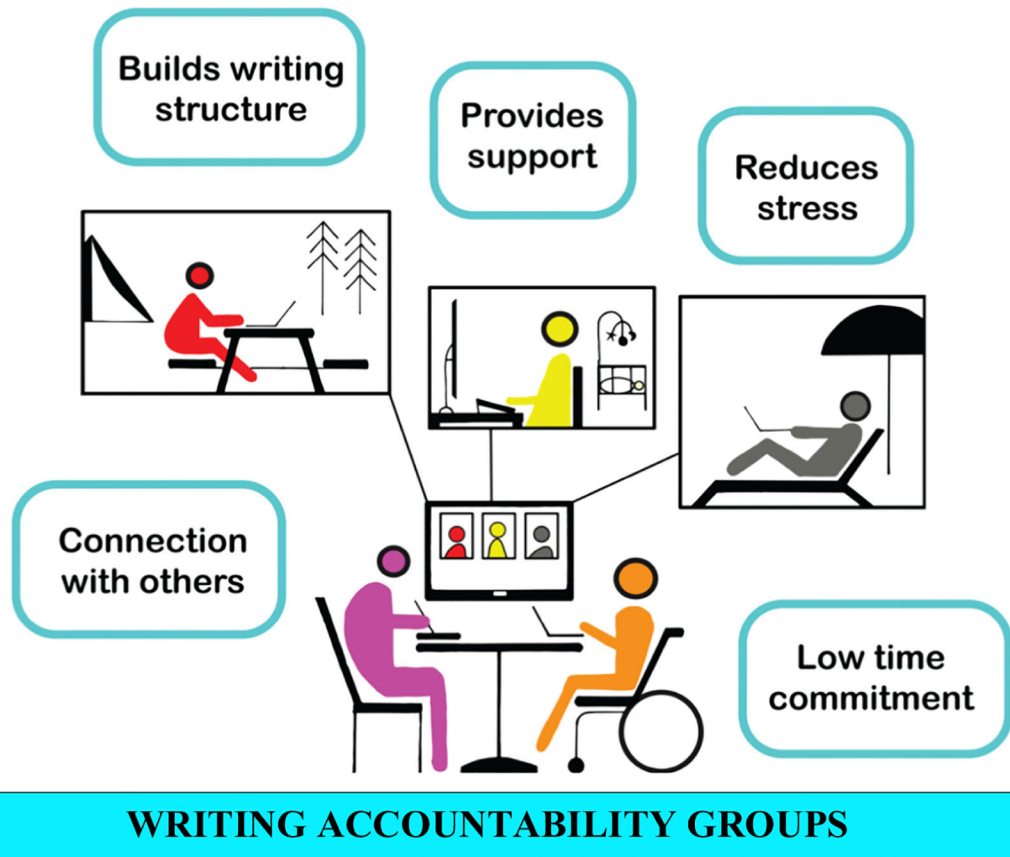 Builds writing
structure
Provides
support
Reduces
stress
Connection
with others
Low time
commitment
WRITING ACCOUNTABILITY GROUPS